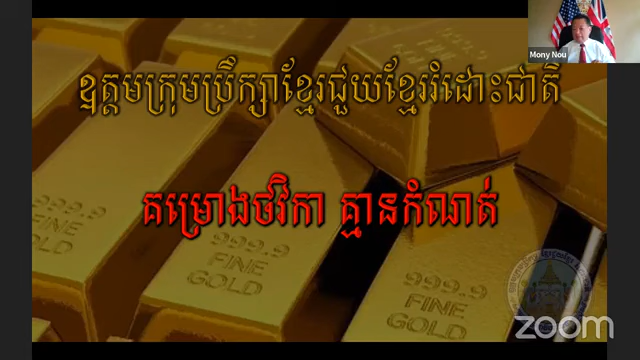 Mony Nou
ឧត្តមក្រុមប្រឹក្សាខ្មែរជួយខ្មែររំដោះជាតិ
គម្រោងថវិកា គ្មានកំណត់
999.9
FINE
GOLD
999.9
FINE
GOLD
999.9
FINE
GOLD
zoom